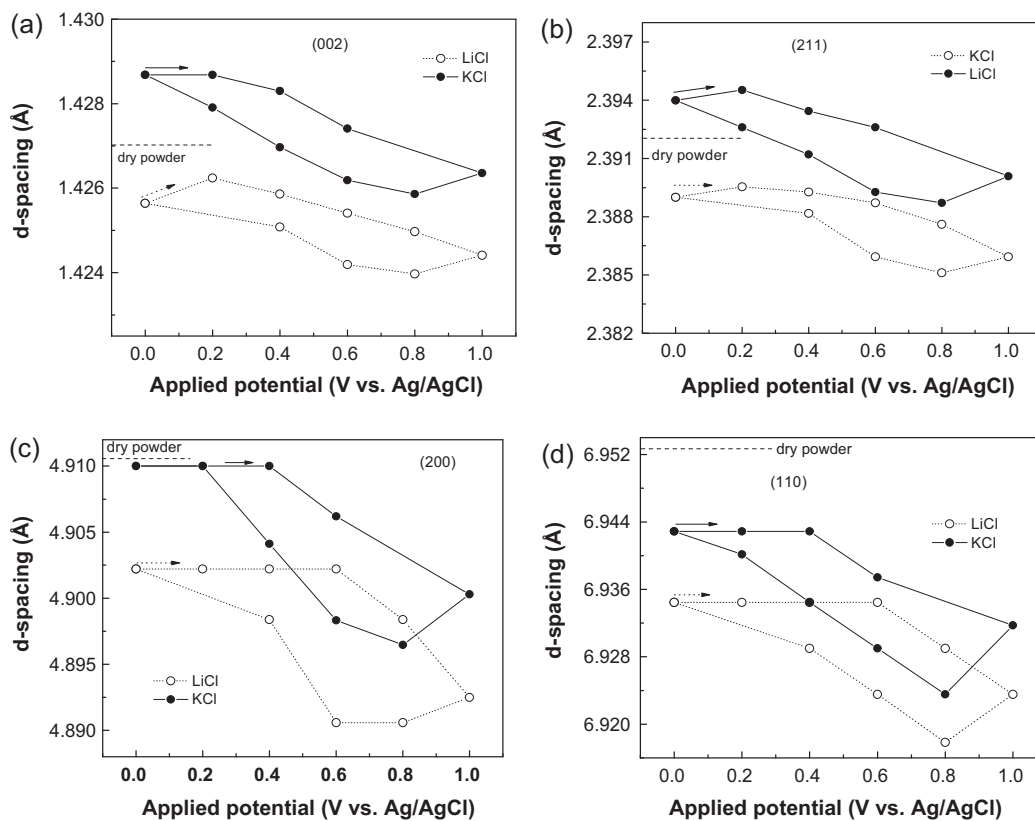 (a)
(002)
LiCl
KCl
dry powder
1.430
1.428
1.426
1.424
d-spacing (Å)
0.0 0.2 0.4 0.6 0.8 1.0
Applied potential (V vs. Ag/AgCl)
(b)
(211)
KCl
LiCl
dry powder
2.397
2.394
2.391
2.388
2.385
2.382
d-spacing (Å)
0.0 0.2 0.4 0.6 0.8 1.0
Applied potential (V vs. Ag/AgCl)
(c)
dry powder
(200)
LiCl
KCl
4.910
4.905
4.900
4.895
4.890
d-spacing (Å)
0.0 0.2 0.4 0.6 0.8 1.0
Applied potential (V vs. Ag/AgCl)
(d)
dry powder
(110)
LiCl
KCl
6.952
6.944
6.936
6.928
6.920
d-spacing (Å)
0.0 0.2 0.4 0.6 0.8 1.0
Applied potential (V vs. Ag/AgCl)